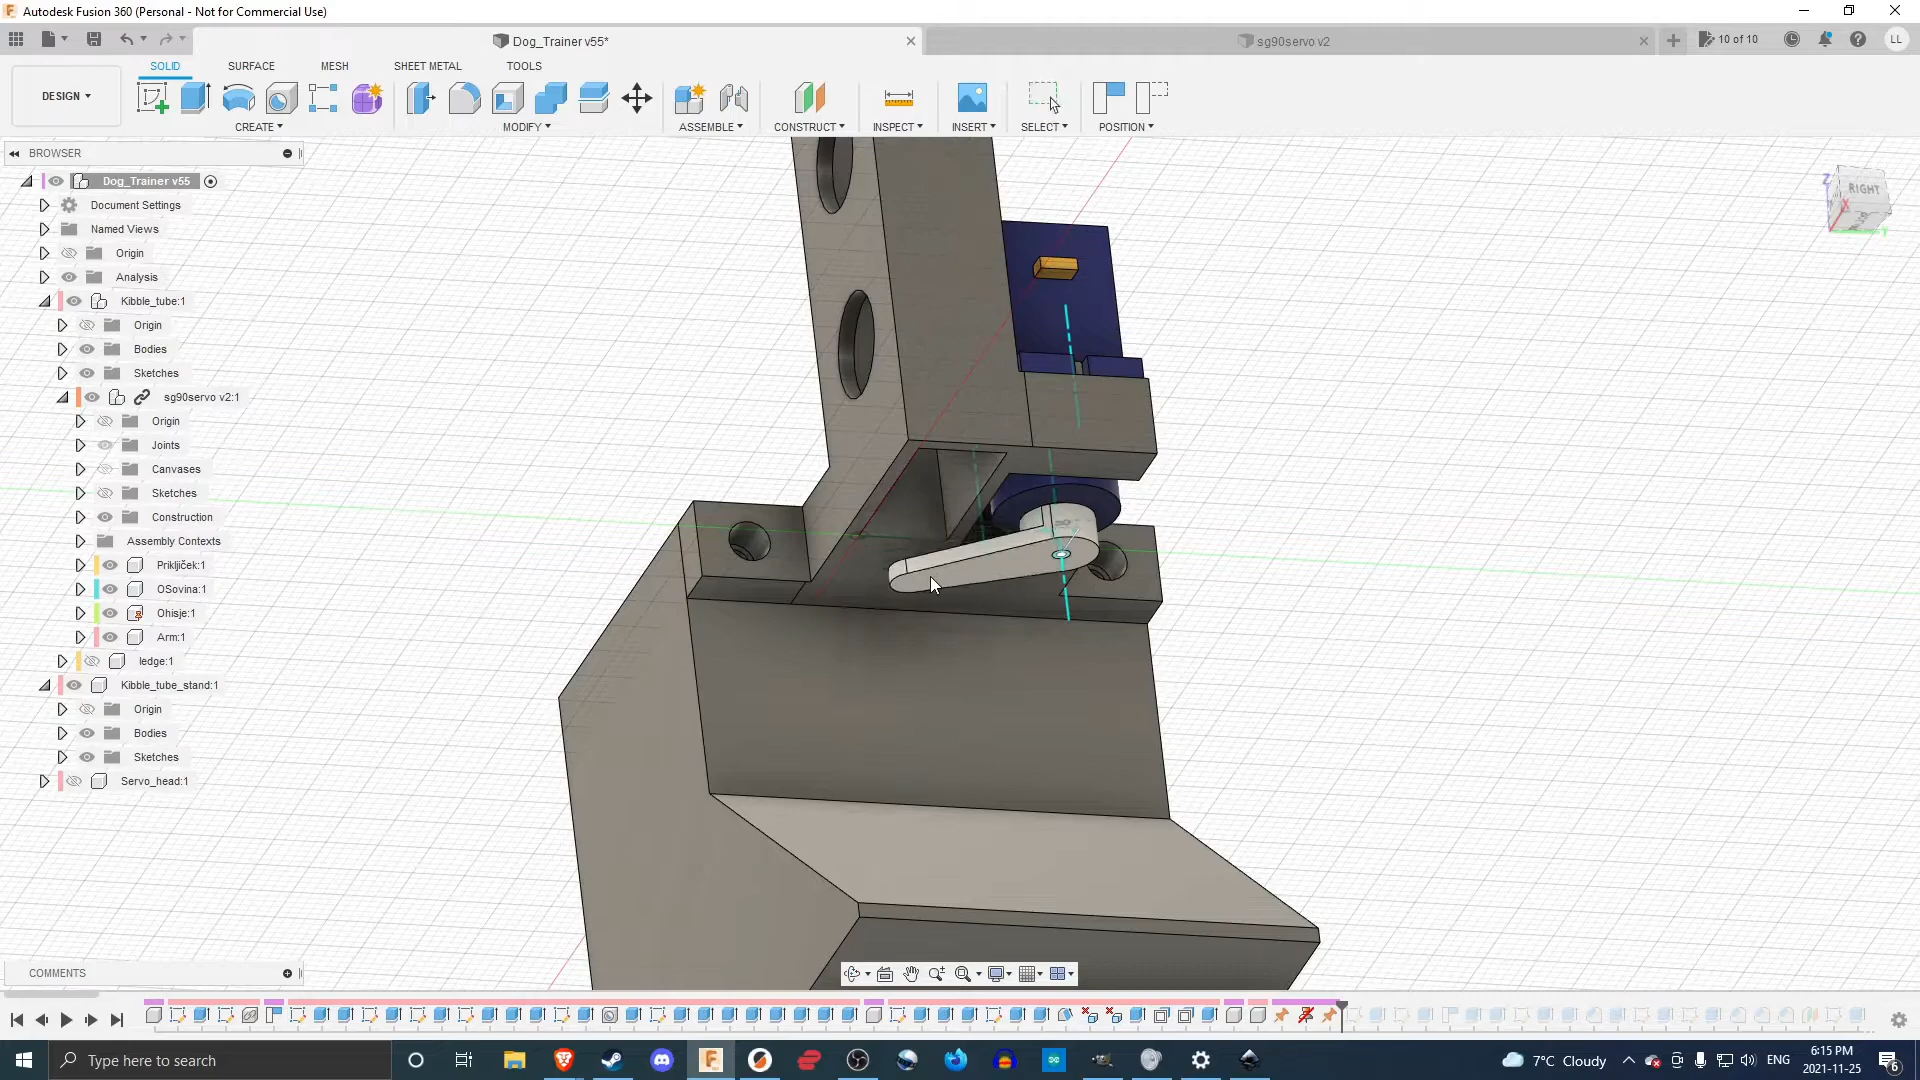 Autodesk Fusion 360 (Personal - Not for Commercial Use)
Dog_Trainer v55*
sg90servo v2
10 of 10
LL
DESIGN
SOLID
SURFACE
MESH
SHEET METAL
TOOLS
CREATE
MODIFY
ASSEMBLE
CONSTRUCT
INSPECT
INSERT
SELECT
POSITION
BROWSER
Dog_Trainer v55
Document Settings
Named Views
Origin
Analysis
Kibble_tube:1
Origin
Bodies
Sketches
sg90servo v2:1
Origin
Joints
Canvases
Sketches
Construction
Assembly Contexts
Priključek:1
OSovina:1
Ohisje:1
Arm:1
ledge:1
Kibble_tube_stand:1
Origin
Bodies
Sketches
Servo_head:1
Z
RIGHT
X
Y
COMMENTS
Type here to search
7°C Cloudy
ENG
6:15 PM
2021-11-25
6